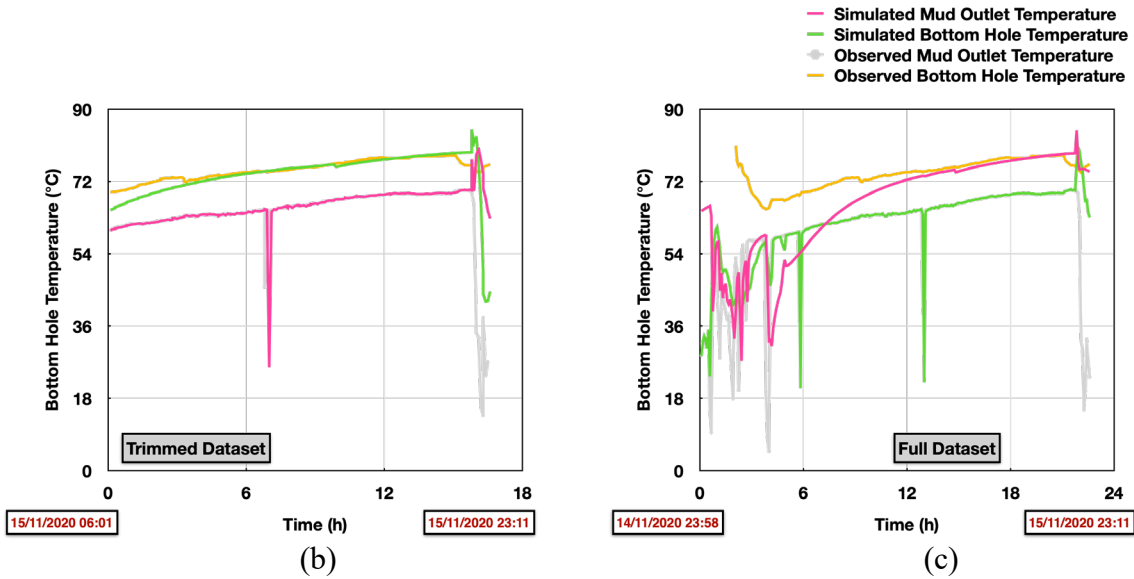 Simulated Mud Outlet Temperature
Simulated Bottom Hole Temperature
Observed Mud Outlet Temperature
Observed Bottom Hole Temperature
Bottom Hole Temperature (°C)
90
72
54
36
18
0
Trimmed Dataset
0
6
12
18
15/11/2020 06:01
Time (h)
15/11/2020 23:11
(b)
Bottom Hole Temperature (°C)
90
72
54
36
18
0
Full Dataset
0
6
12
18
24
14/11/2020 23:58
Time (h)
15/11/2020 23:11
(c)